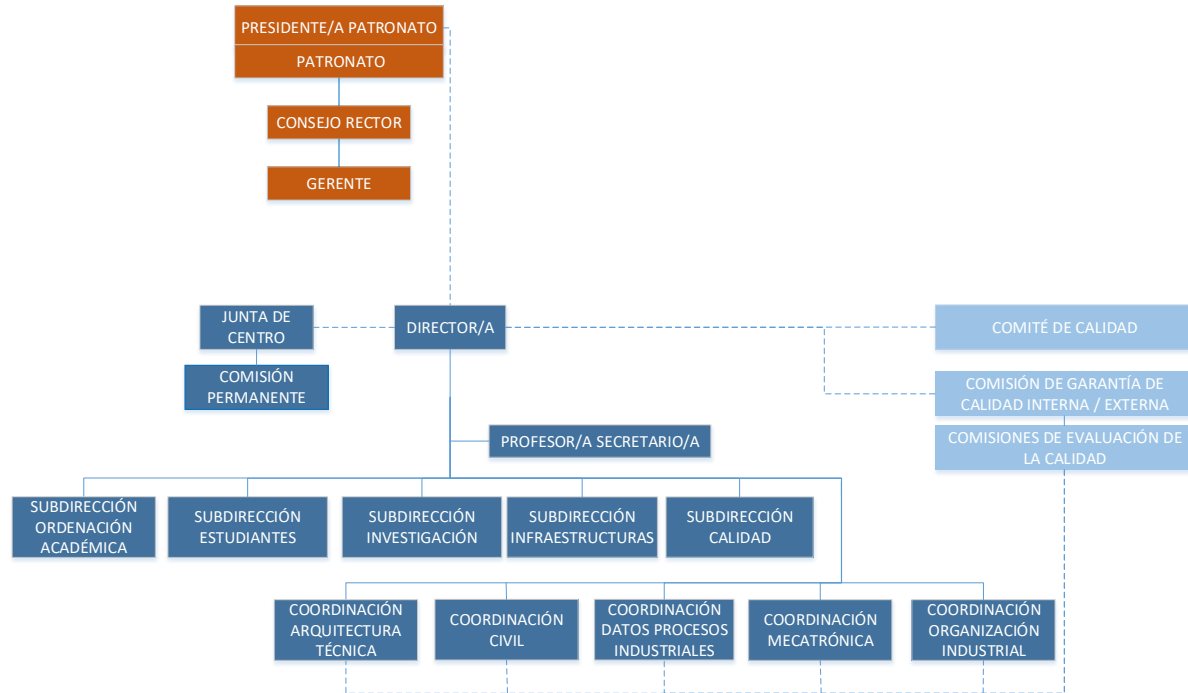 PRESIDENTE/A PATRONATO
PATRONATO
CONSEJO RECTOR
GERENTE
JUNTA DE
CENTRO
DIRECTOR/A
COMITÉ DE CALIDAD
COMISIÓN
PERMANENTE
COMISIÓN DE GARANTÍA DE
CALIDAD INTERNA / EXTERNA
PROFESOR/A SECRETARIO/A
COMISIONES DE EVALUACIÓN DE
LA CALIDAD
SUBDIRECCIÓN
ORDENACIÓN
ACADÉMICA
SUBDIRECCIÓN
ESTUDIANTES
SUBDIRECCIÓN
INVESTIGACIÓN
SUBDIRECCIÓN
INFRAESTRUCTURAS
SUBDIRECCIÓN
CALIDAD
COORDINACIÓN
ARQUITECTURA
TÉCNICA
COORDINACIÓN
CIVIL
COORDINACIÓN
DATOS PROCESOS
INDUSTRIALES
COORDINACIÓN
MECATRÓNICA
COORDINACIÓN
ORGANIZACIÓN
INDUSTRIAL